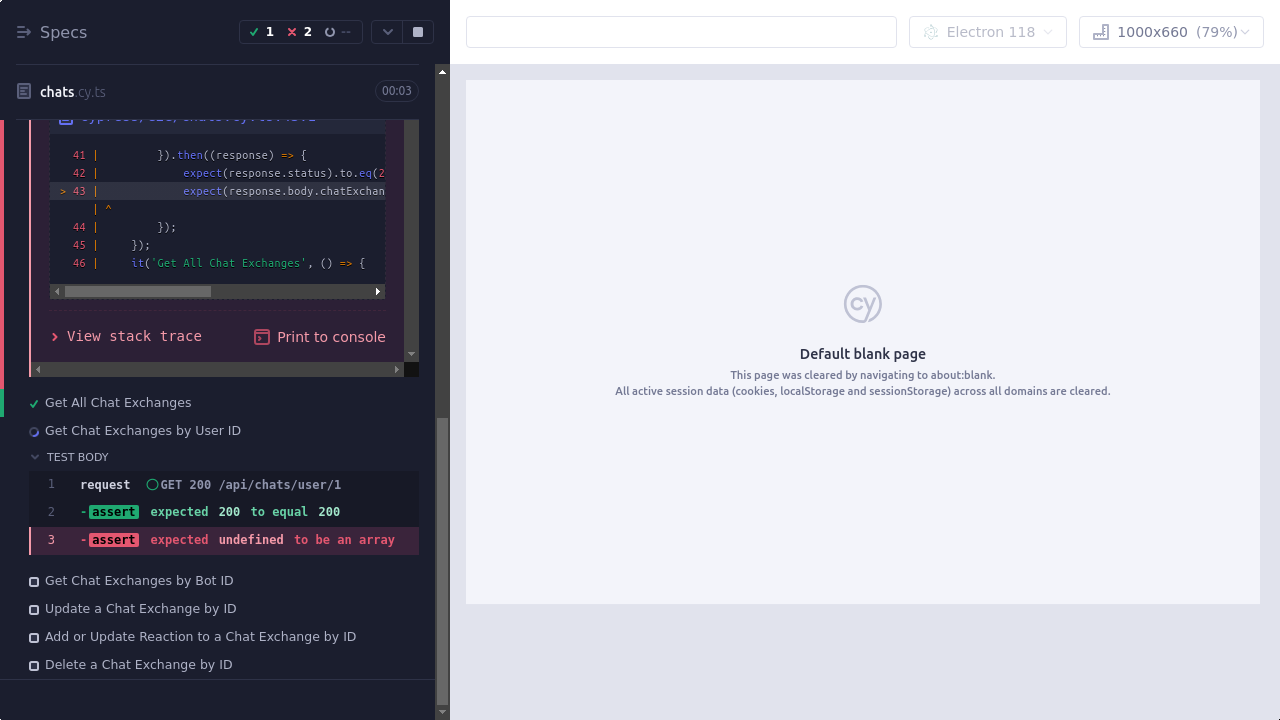 Specs
1
2
--
chats.cy.ts
00:03
41 |         }).then((response) => {
42 |             expect(response.status).to.eq(2
> 43 |             expect(response.body.chatExchan
| ^
44 |         });
45 |     });
46 |     it('Get All Chat Exchanges', () => {
View stack trace
Print to console
Get All Chat Exchanges
Get Chat Exchanges by User ID
TEST BODY
1 request GET 200 /api/chats/user/1
2 -assert expected 200 to equal 200
3 -assert expected undefined to be an array
Get Chat Exchanges by Bot ID
Update a Chat Exchange by ID
Add or Update Reaction to a Chat Exchange by ID
Delete a Chat Exchange by ID
Electron 118
1000x660 (79%)
cy
Default blank page
This page was cleared by navigating to about:blank.
All active session data (cookies, localStorage and sessionStorage) across all domains are cleared.